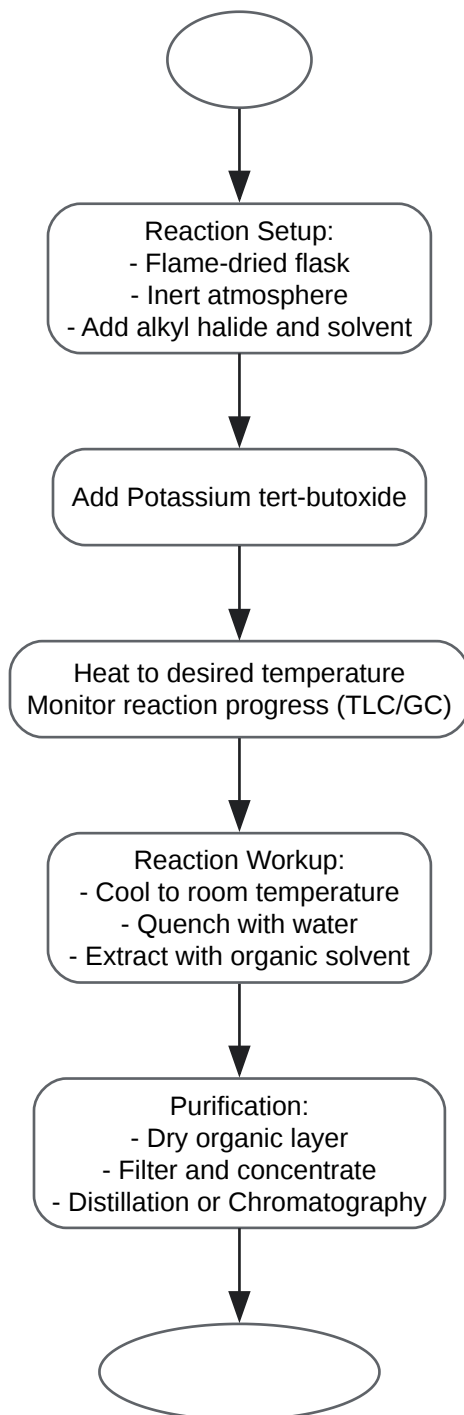 Reaction Setup:
- Flame-dried flask
- Inert atmosphere
- Add alkyl halide and solvent
Add Potassium tert-butoxide
Heat to desired temperature
Monitor reaction progress (TLC/GC)
Reaction Workup:
- Cool to room temperature
- Quench with water
- Extract with organic solvent
Purification:
- Dry organic layer
- Filter and concentrate
- Distillation or Chromatography